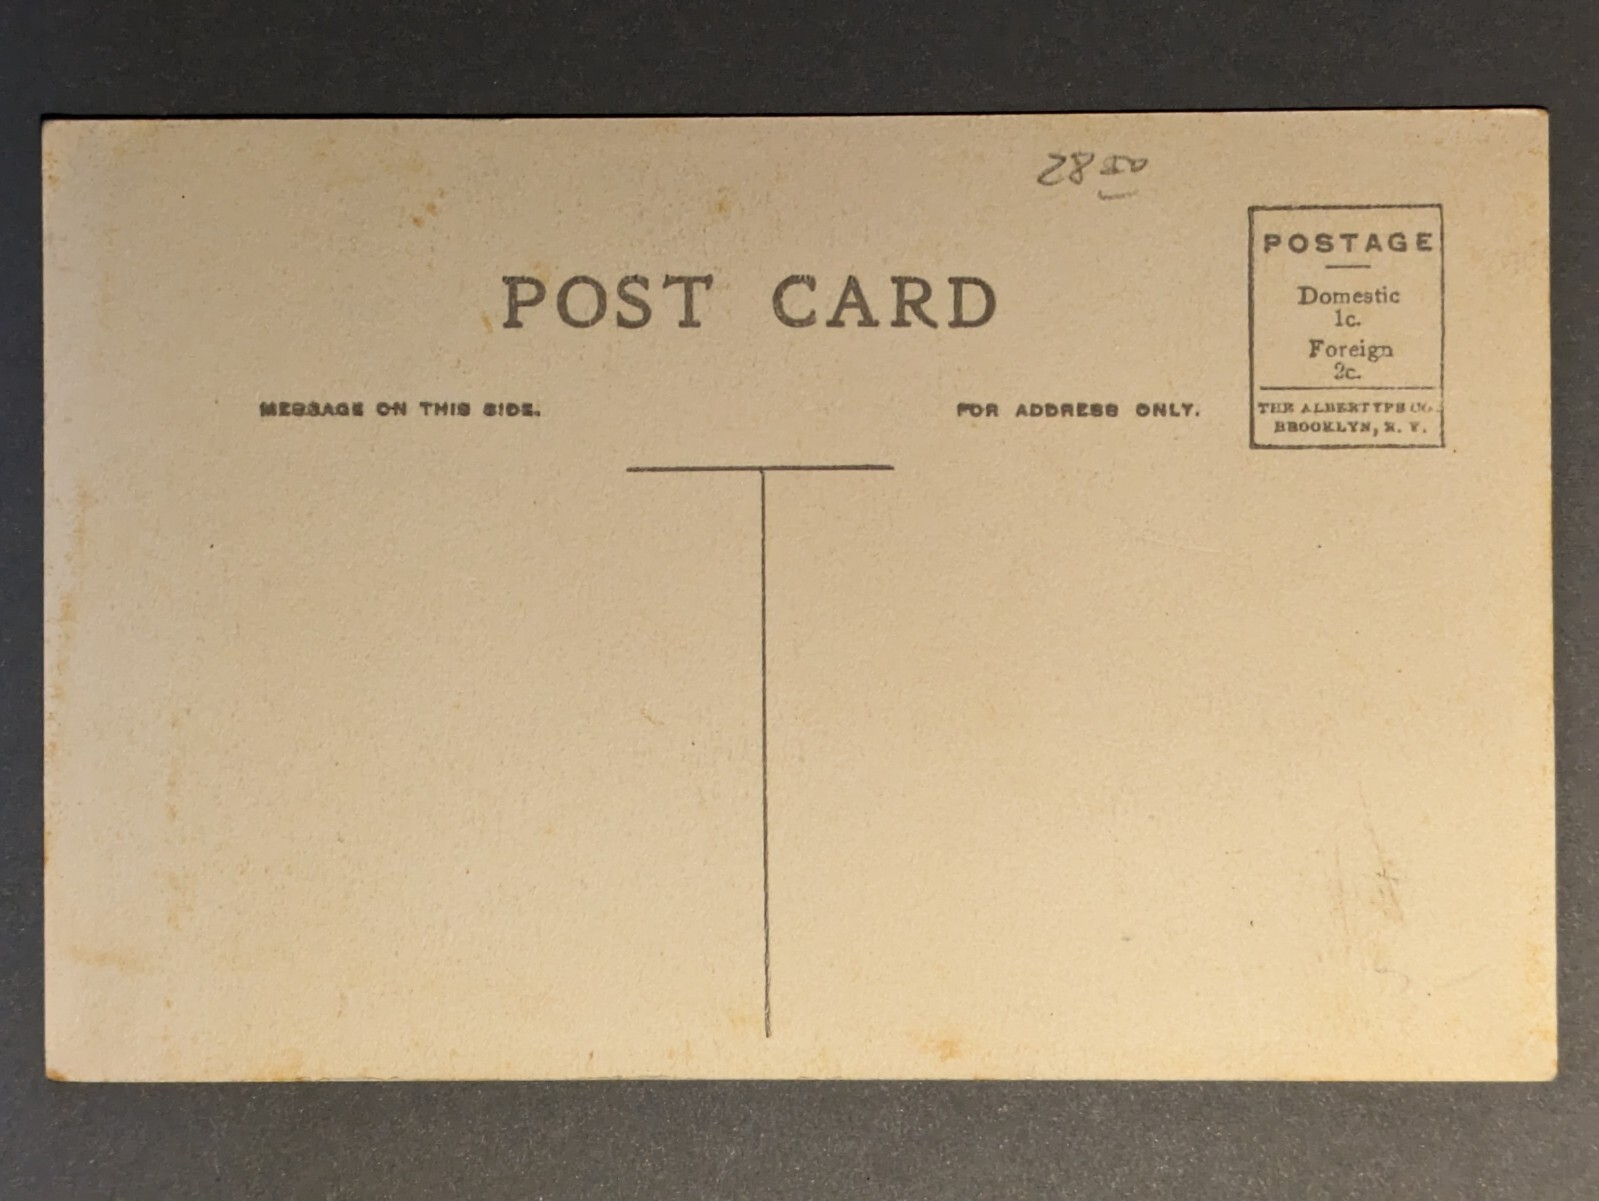 28 50
POST CARD
MESSAGE ON THIS SIDE.
FOR ADDRESS ONLY.
POSTAGE
Domestic
1c.
Foreign
2c.
THE ALBERTYPE CO.
BROOKLYN, N. Y.